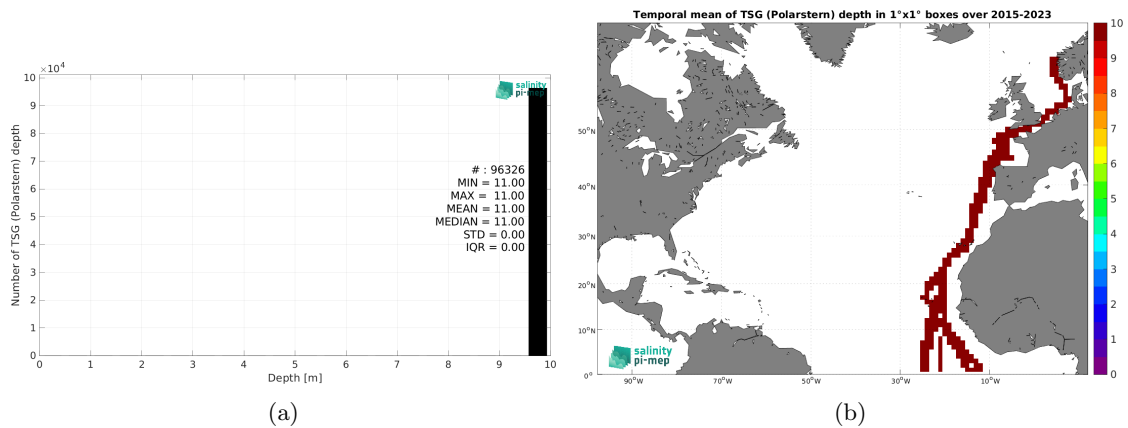 ×10⁴
10
9
8
7
6
5
4
3
2
1
0
Number of TSG (Polarstern) depth
salinity
pi-mep
# : 96326
MIN = 11.00
MAX = 11.00
MEAN = 11.00
MEDIAN = 11.00
STD = 0.00
IQR = 0.00
0 1 2 3 4 5 6 7 8 9 10
Depth [m]
(a)
Temporal mean of TSG (Polarstern) depth in 1°x1° boxes over 2015-2023
50°N
40°N
30°N
20°N
10°N
0°
90°W 70°W 50°W 30°W 10°W
salinity
pi-mep
10
9
8
7
6
5
4
3
2
1
0
(b)